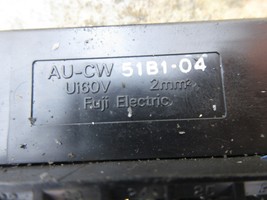 AU-CW 51B1-04
Ui60V 2mm²
Fuji Electric